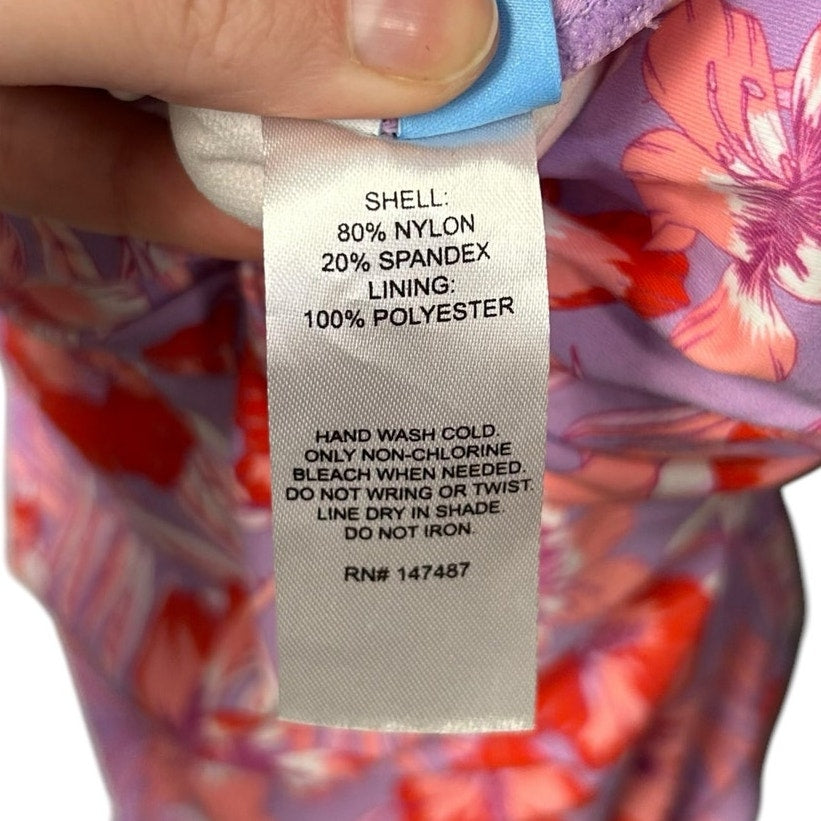 SHELL:
80% NYLON
20% SPANDEX
LINING:
100% POLYESTER
HAND WASH COLD.
ONLY NON-CHLORINE
BLEACH WHEN NEEDED.
DO NOT WRING OR TWIST.
LINE DRY IN SHADE.
DO NOT IRON.
RN# 147487